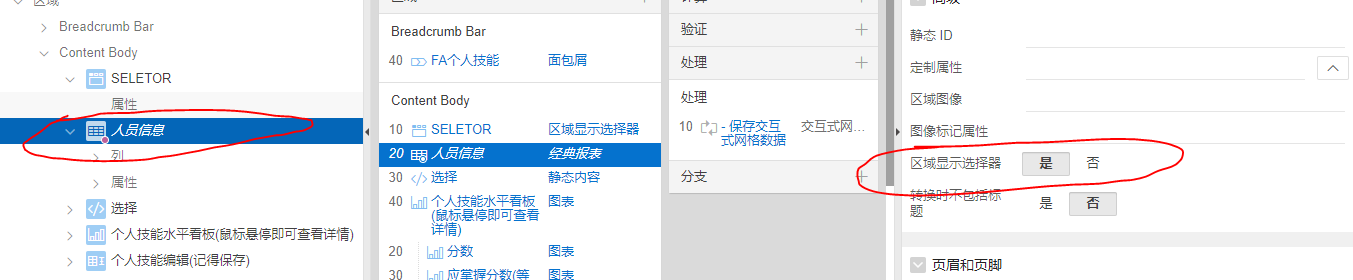 区域
Breadcrumb Bar
Content Body
SELETOR
属性
人员信息
列
属性
选择
个人技能水平看板(鼠标悬停即可查看详情)
个人技能编辑(记得保存)
Breadcrumb Bar
40 FA个人技能 面包屑
Content Body
10 SELETOR 区域显示选择器
20 人员信息 经典报表
30 选择 静态内容
40 个人技能水平看板 图表
(鼠标悬停即可查看
详情)
20 分数 图表
30 应掌握分数(等 图表
验证
处理
处理
10 - 保存交互 交互式网…
式网格数据
分支
高级
静态 ID
定制属性
区域图像
图像标记属性
区域显示选择器 是 否
转换时不包括标 是 否
题
页眉和页脚